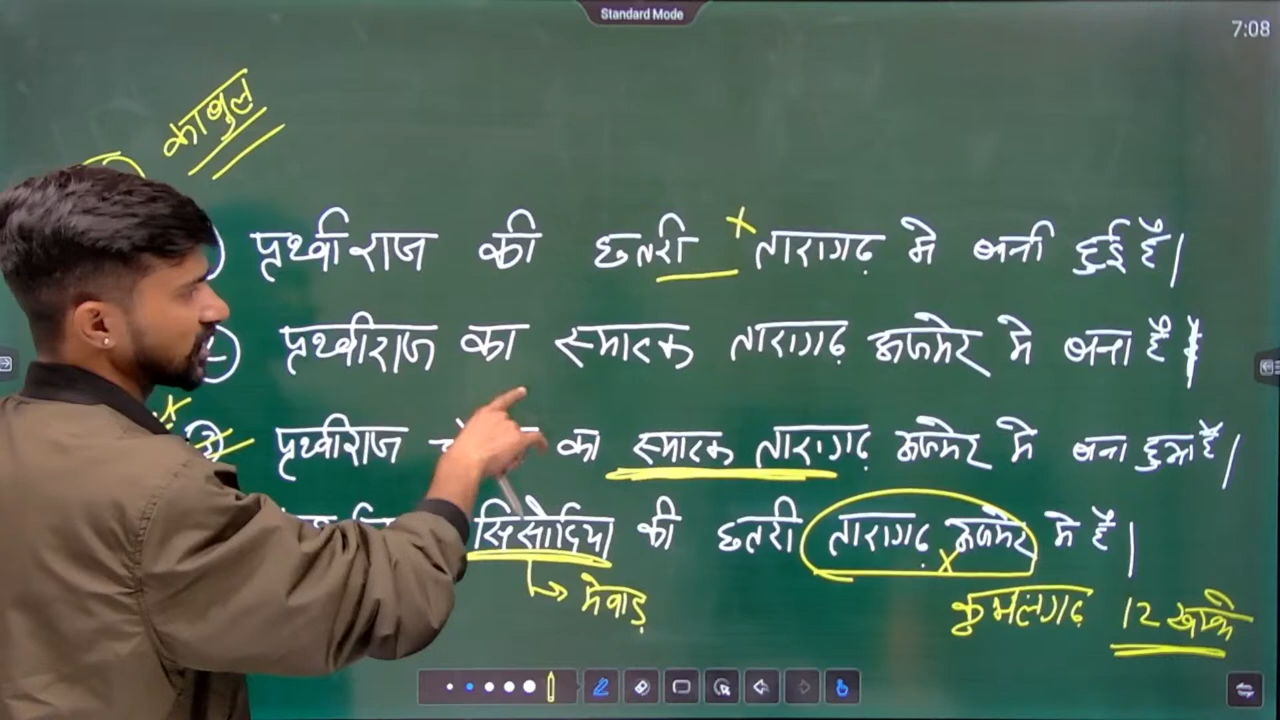 Standard Mode
7:08
काबुल
पृथ्वीराज की छतरी × तारागढ़ मे बनी हुई है।
पृथ्वीराज का स्मारक तारागढ़ अजमेर मे बना है
पृथ्वीराज का स्मारक तारागढ़ अजमेर मे बना हुआ है।
सिसोदिया की छतरी तारागढ़ × अजमेर मे है।
→ मेवाड़
कुभलगढ़ 12 खम्भे